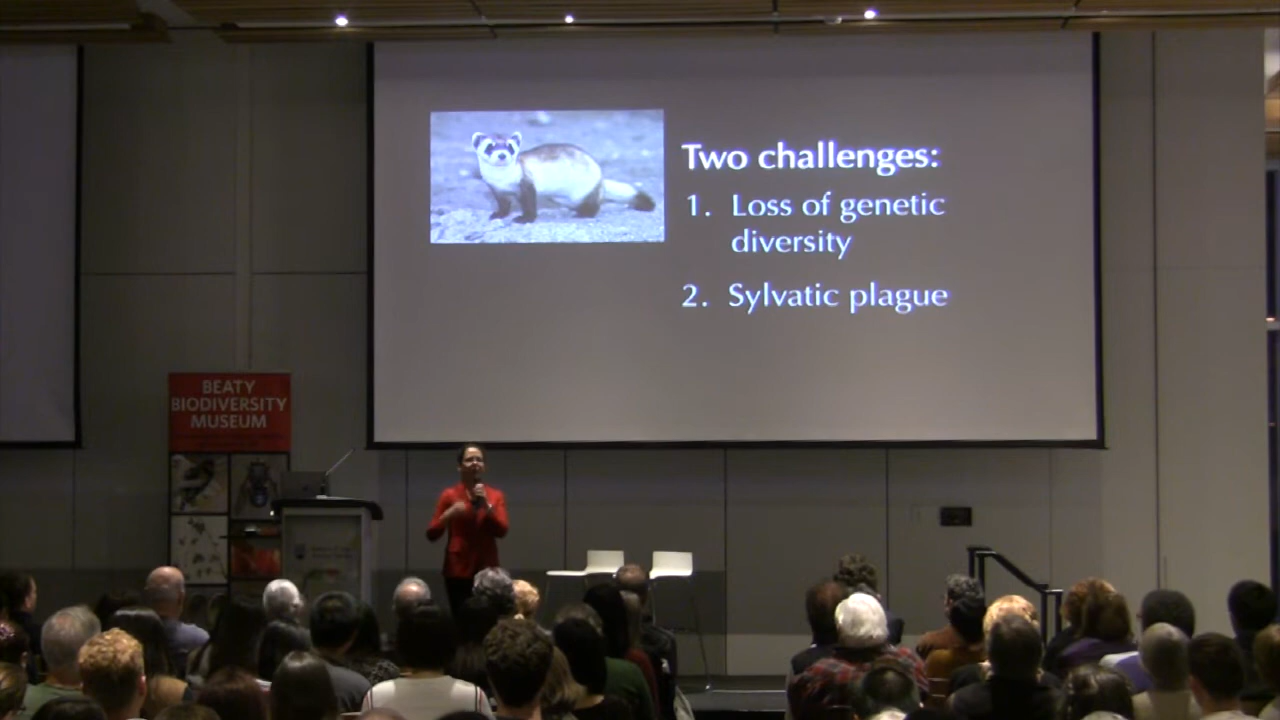 Two challenges:
1. Loss of genetic
diversity
2. Sylvatic plague
BEATY
BIODIVERSITY
MUSEUM